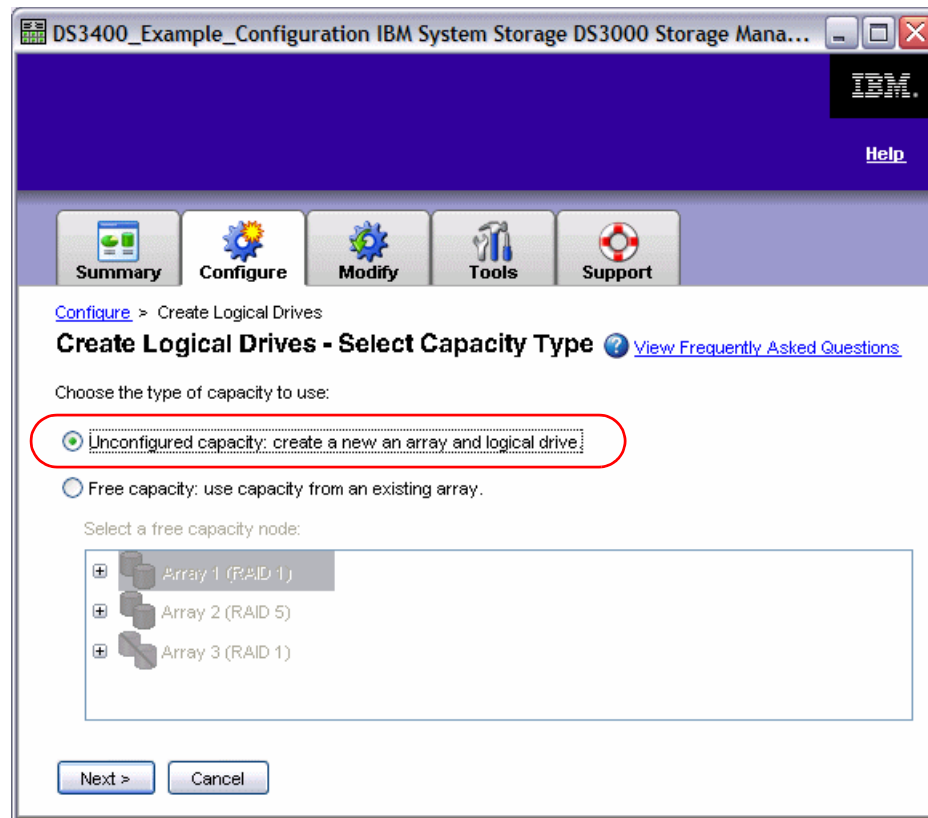 DS3400_Example_Configuration IBM System Storage DS3000 Storage Mana...
IBM.
Help
Summary
Configure
Modify
Tools
Support
Configure > Create Logical Drives
Create Logical Drives - Select Capacity Type ? View Frequently Asked Questions
Choose the type of capacity to use:
Unconfigured capacity: create a new an array and logical drive.
Free capacity: use capacity from an existing array.
Select a free capacity node:
Array 1 (RAID 1)
Array 2 (RAID 5)
Array 3 (RAID 1)
Next >
Cancel